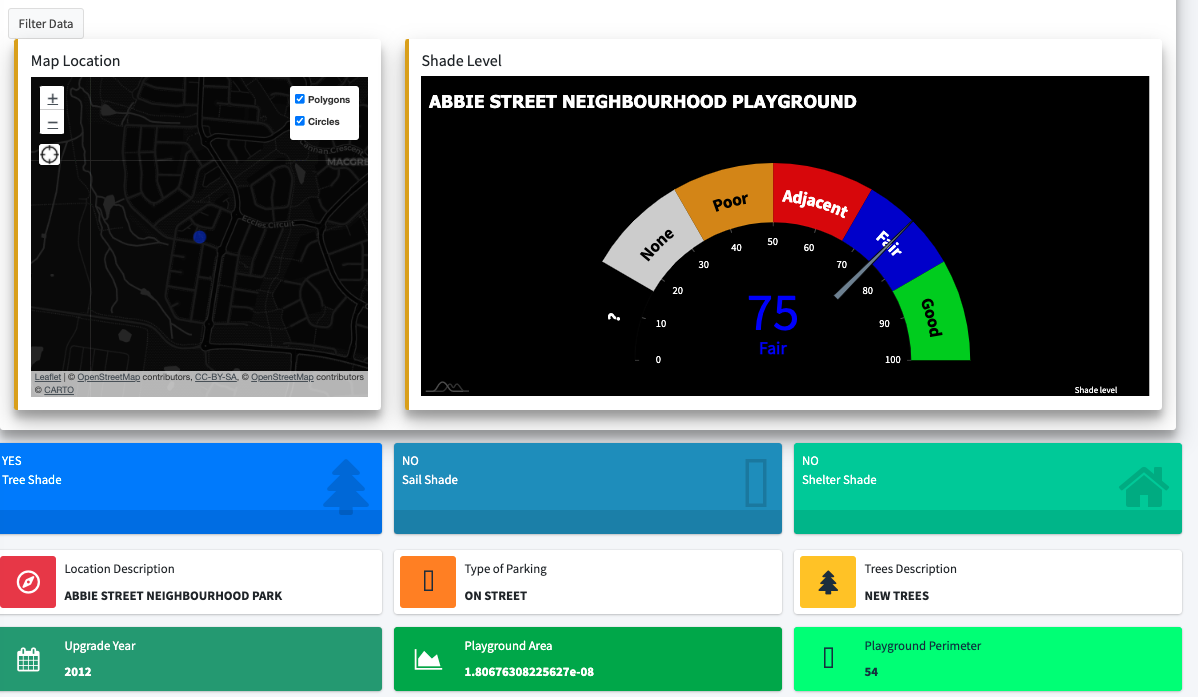 Filter Data
Map Location
+
−
Polygons
Circles
MACGRE
Eccles Circuit
Leaflet | © OpenStreetMap contributors, CC-BY-SA, © OpenStreetMap contributors
© CARTO
Shade Level
ABBIE STREET NEIGHBOURHOOD PLAYGROUND
?
None
Poor
Adjacent
Fair
Good
0
10
20
30
40
50
60
70
80
90
100
75
Fair
Shade level
YES
Tree Shade
NO
Sail Shade
NO
Shelter Shade
Location Description
ABBIE STREET NEIGHBOURHOOD PARK
Type of Parking
ON STREET
Trees Description
NEW TREES
Upgrade Year
2012
Playground Area
1.80676308225627e-08
Playground Perimeter
54